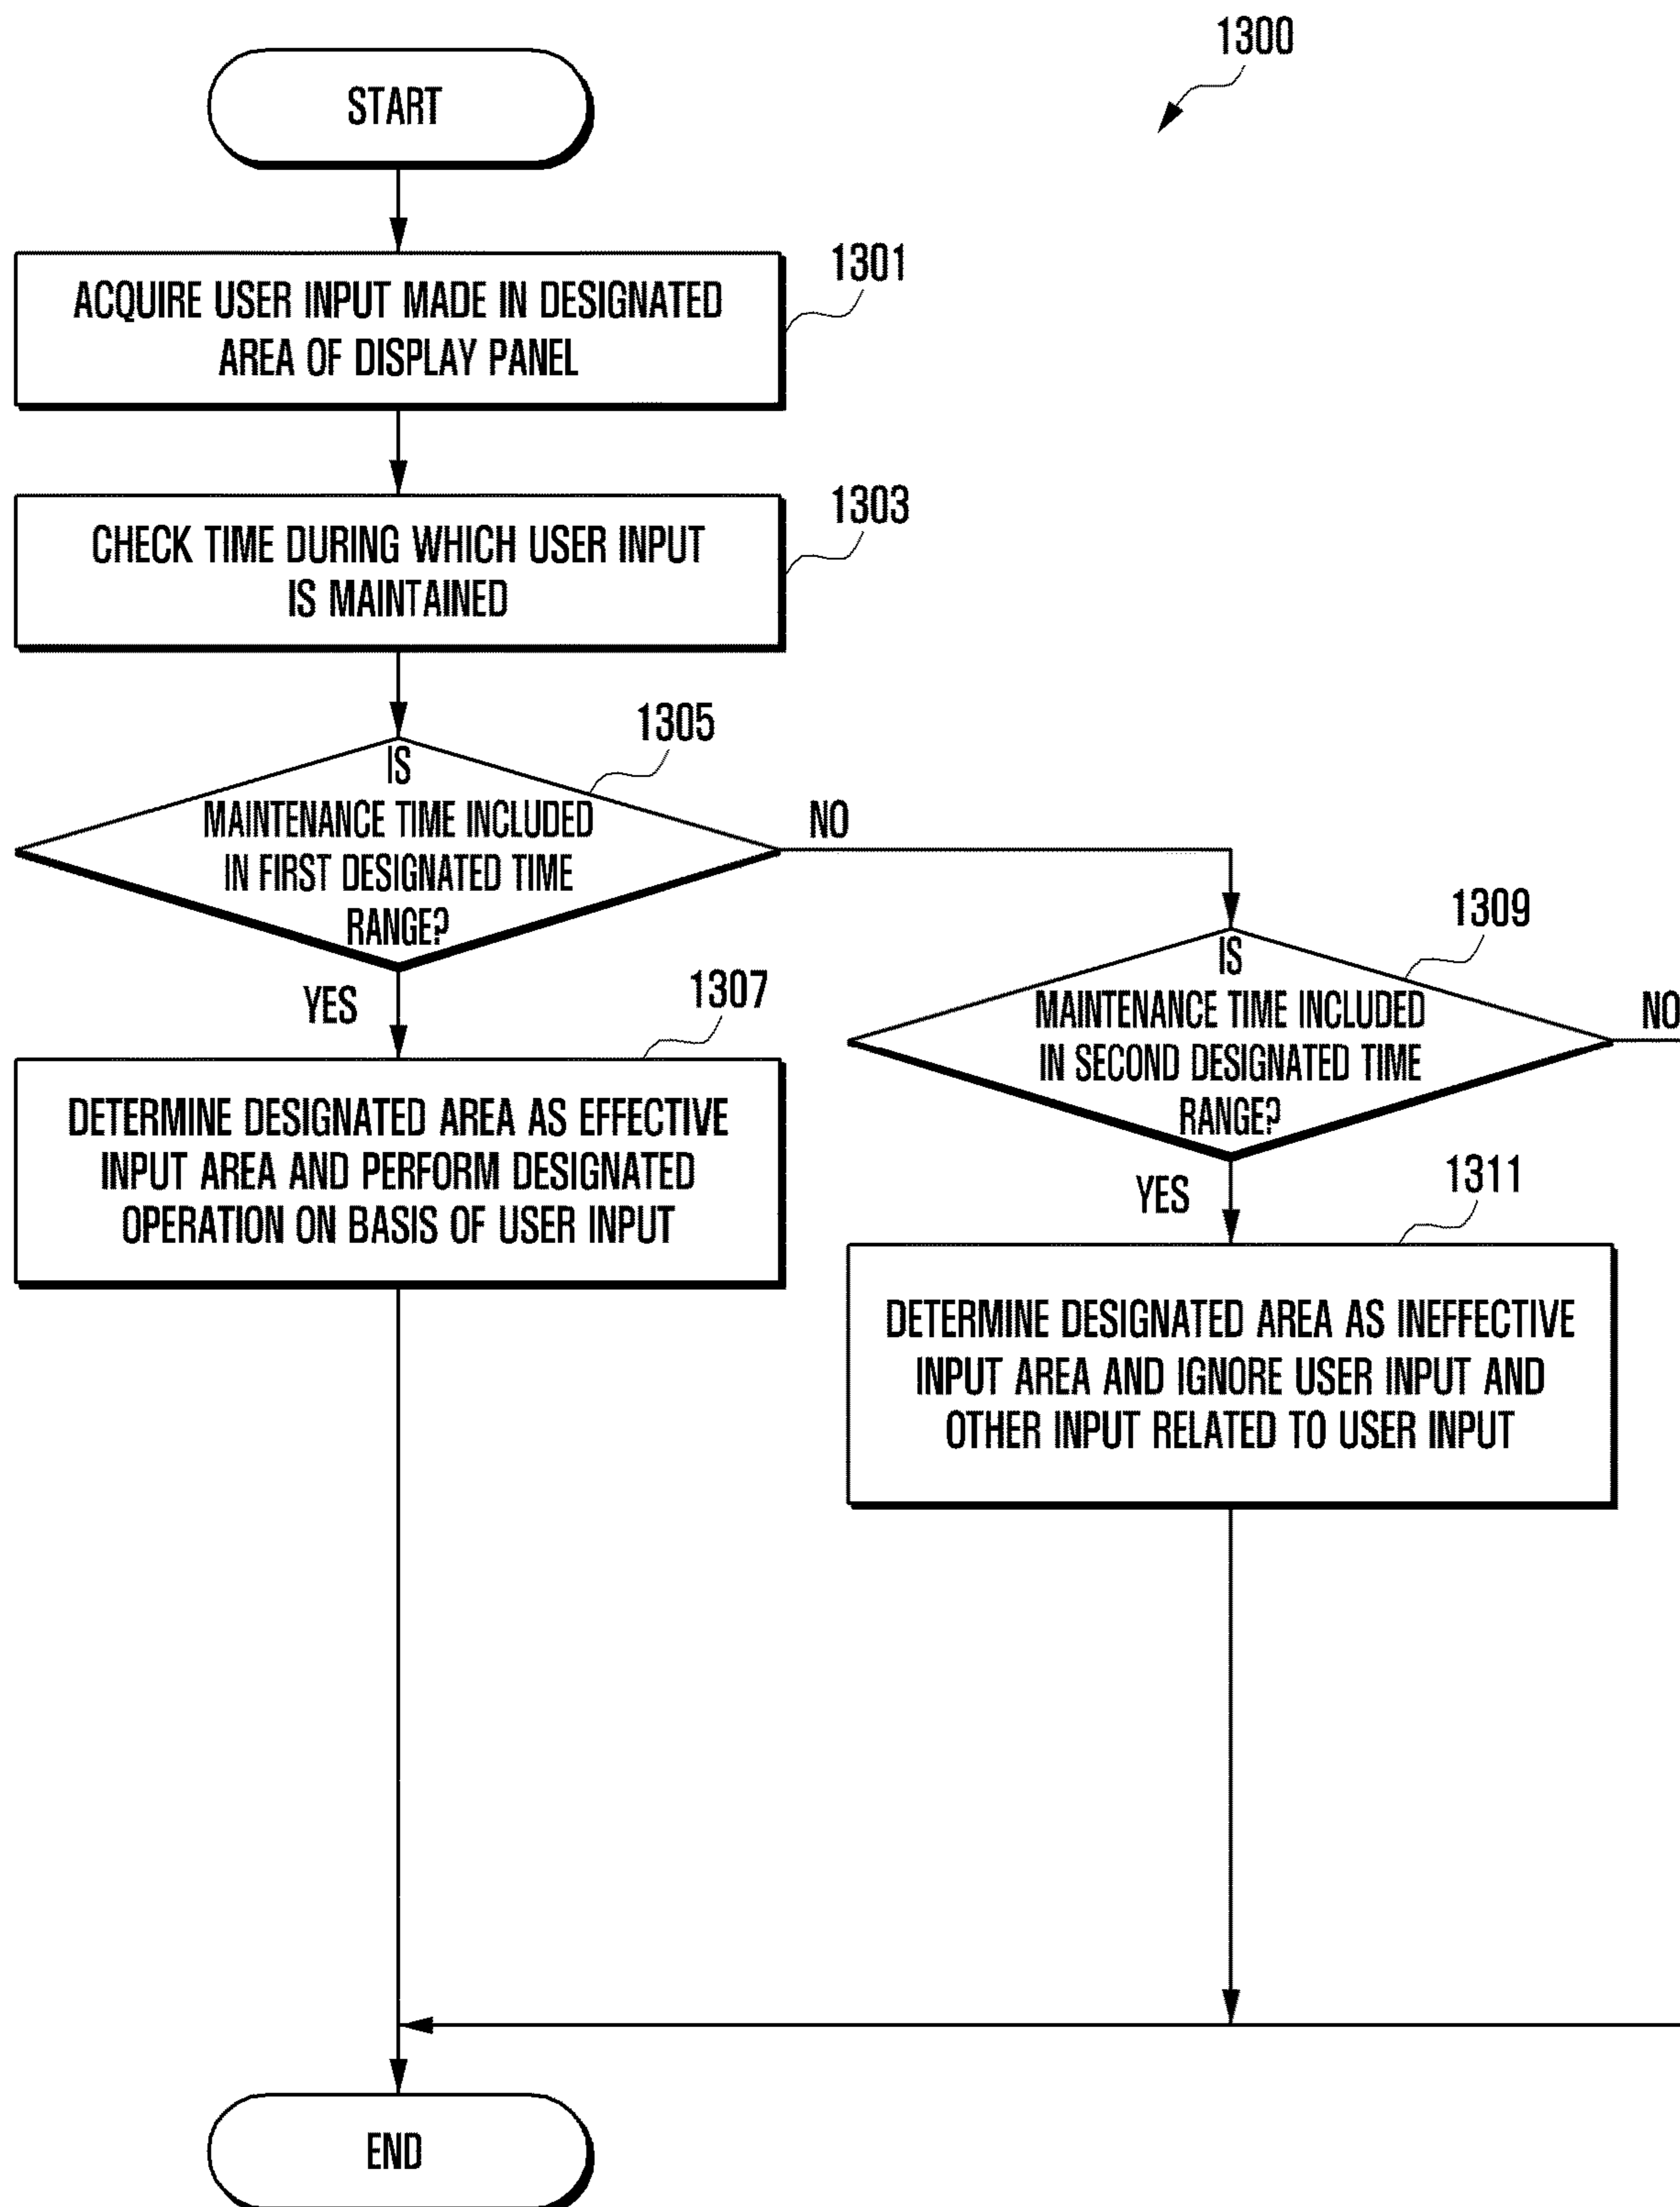 1300
START
1301
ACQUIRE USER INPUT MADE IN DESIGNATED
AREA OF DISPLAY PANEL
1303
CHECK TIME DURING WHICH USER INPUT
IS MAINTAINED
1305
IS
MAINTENANCE TIME INCLUDED
IN FIRST DESIGNATED TIME
RANGE?
NO
YES
1307
DETERMINE DESIGNATED AREA AS EFFECTIVE
INPUT AREA AND PERFORM DESIGNATED
OPERATION ON BASIS OF USER INPUT
1309
IS
MAINTENANCE TIME INCLUDED
IN SECOND DESIGNATED TIME
RANGE?
NO
YES
1311
DETERMINE DESIGNATED AREA AS INEFFECTIVE
INPUT AREA AND IGNORE USER INPUT AND
OTHER INPUT RELATED TO USER INPUT
END